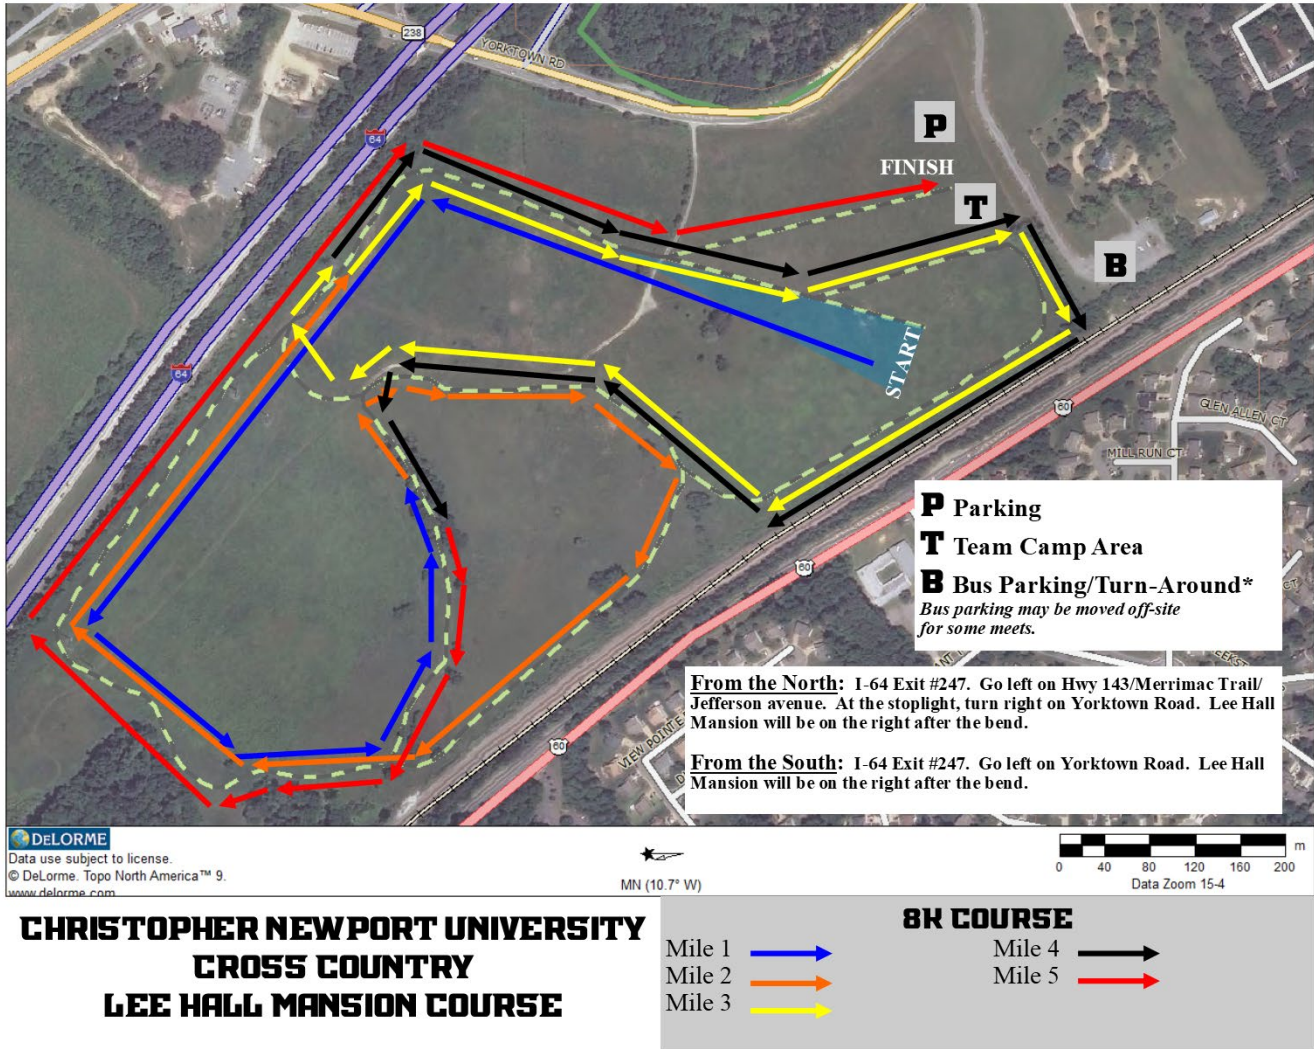 238
YORKTOWN RD
64
P
FINISH
T
B
START
64
60
GLEN ALLEN CT
MILL RUN CT
P Parking
T Team Camp Area
B Bus Parking/Turn-Around*
Bus parking may be moved off-site
for some meets.
60
CT
EEKST
VIEW POINTE
60
From the North: I-64 Exit #247. Go left on Hwy 143/Merrimac Trail/
Jefferson avenue. At the stoplight, turn right on Yorktown Road. Lee Hall
Mansion will be on the right after the bend.
From the South: I-64 Exit #247. Go left on Yorktown Road. Lee Hall
Mansion will be on the right after the bend.
DELORME
Data use subject to license.
© DeLorme. Topo North America™ 9.
www.delorme.com
MN (10.7° W)
m
0 40 80 120 160 200
Data Zoom 15-4
CHRISTOPHER NEWPORT UNIVERSITY
CROSS COUNTRY
LEE HALL MANSION COURSE
8K COURSE
Mile 1
Mile 2
Mile 3
Mile 4
Mile 5